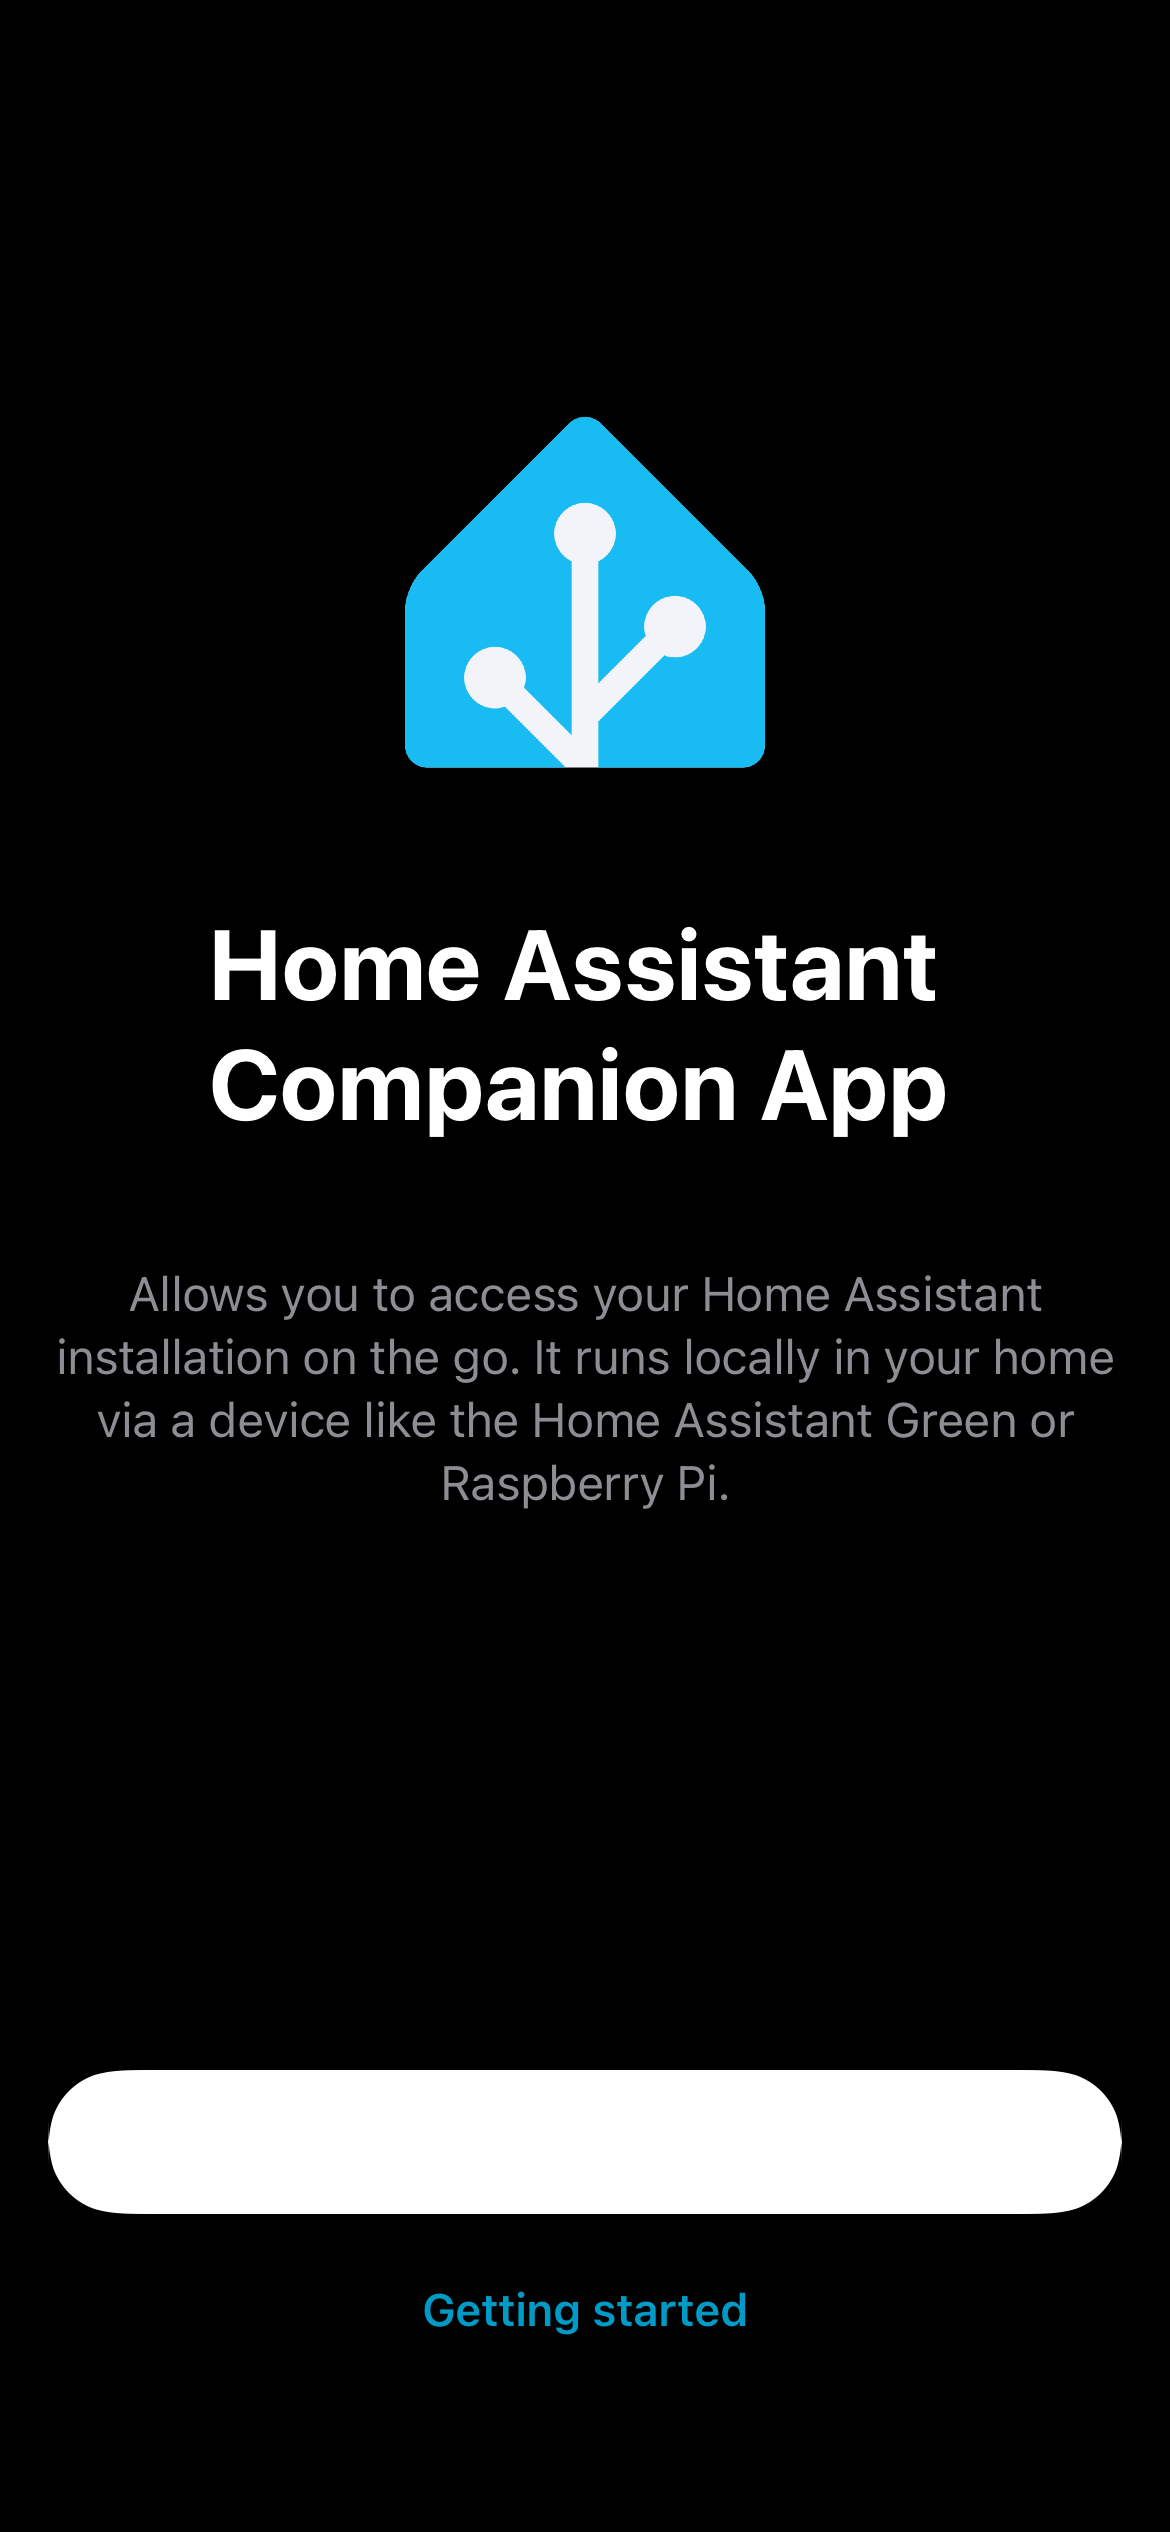 Home Assistant
Companion App
Allows you to access your Home Assistant
installation on the go. It runs locally in your home
via a device like the Home Assistant Green or
Raspberry Pi.
Getting started